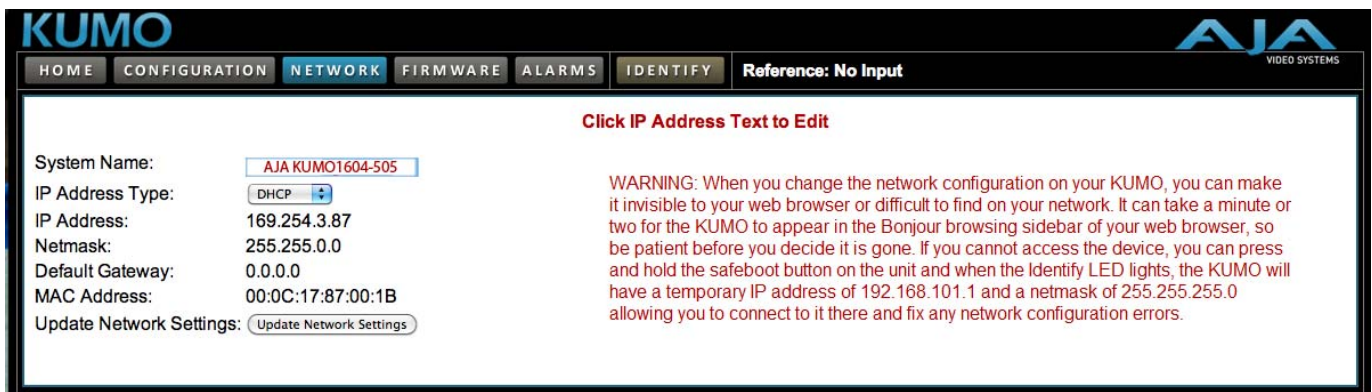 KUMO
AJA
VIDEO SYSTEMS
HOME CONFIGURATION NETWORK FIRMWARE ALARMS IDENTIFY Reference: No Input
Click IP Address Text to Edit
System Name: AJA KUMO1604-505
IP Address Type: DHCP
IP Address: 169.254.3.87
Netmask: 255.255.0.0
Default Gateway: 0.0.0.0
MAC Address: 00:0C:17:87:00:1B
Update Network Settings: Update Network Settings
WARNING: When you change the network configuration on your KUMO, you can make
it invisible to your web browser or difficult to find on your network. It can take a minute or
two for the KUMO to appear in the Bonjour browsing sidebar of your web browser, so
be patient before you decide it is gone. If you cannot access the device, you can press
and hold the safeboot button on the unit and when the Identify LED lights, the KUMO will
have a temporary IP address of 192.168.101.1 and a netmask of 255.255.255.0
allowing you to connect to it there and fix any network configuration errors.